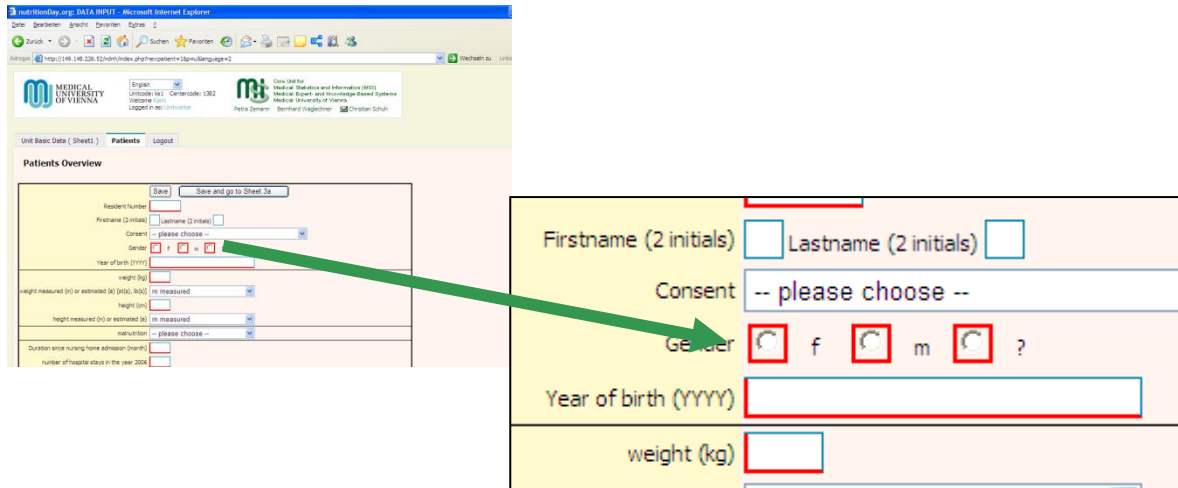 nutritionDay.org: DATA INPUT - Microsoft Internet Explorer
Datei Bearbeiten Ansicht Favoriten Extras ?
Zurück Suchen Favoriten
Adresse http://149.148.226.52/ndnh/index.php?newpatient=1&p=u&language=2 Wechseln zu Links
MEDICAL
UNIVERSITY
OF VIENNA
English
Unitcode: ks1 Centercode: 1382
Welcome
Logged in as:
Core Unit for
Medical Statistics and Informatics (MSI)
Medical Expert- and Knowledge-Based Systems
Medical University of Vienna
Petra Zemann Bernhard Waglechner Christian Schuh
Unit Basic Data ( Sheet1 ) Patients Logout
Patients Overview
Save Save and go to Sheet 3a
Resident Number
Firstname (2 initials) Lastname (2 initials)
Consent -- please choose --
Gender f m
Year of birth (YYYY)
weight (kg)
weight measured (m) or estimated (e) (st(s), lb(s)) m measured
height (cm)
height measured (m) or estimated (e) m measured
malnutrition -- please choose --
Duration since nursing home admission (month)
number of hospital stays in the year 2006
Firstname (2 initials) Lastname (2 initials)
Consent -- please choose --
Gender f m ?
Year of birth (YYYY)
weight (kg)